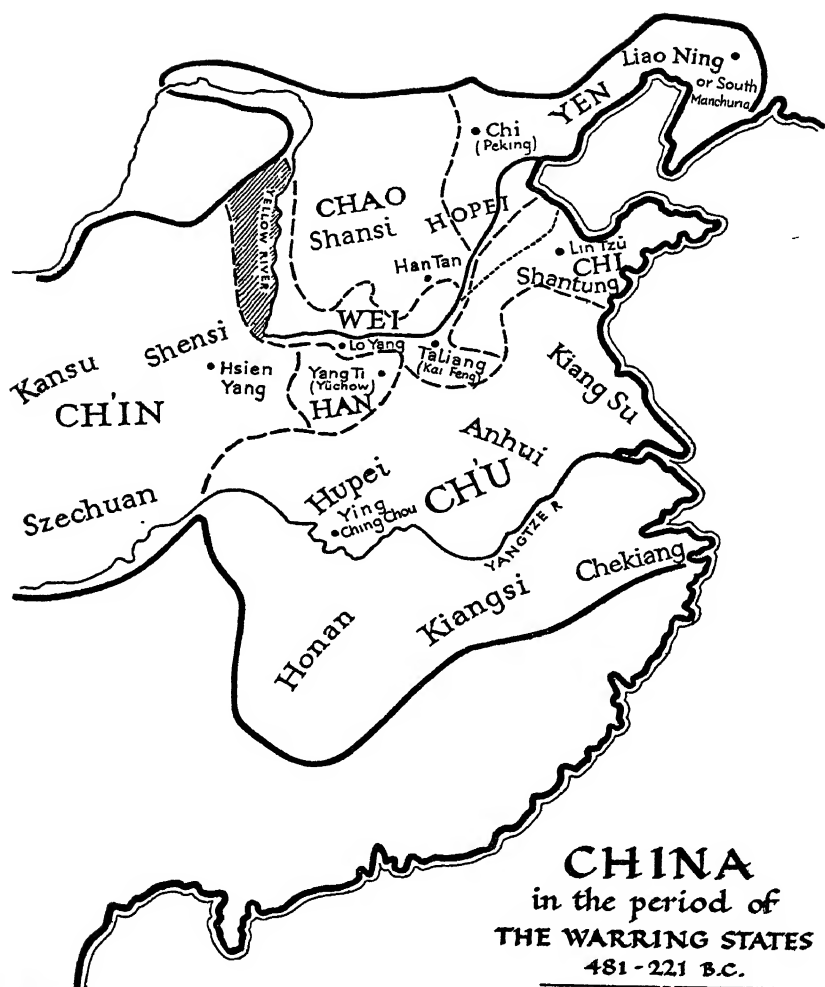 Liao Ning
or South
Manchuria
YEN
Chi
(Peking)
CHAO
Shansi
HOPEI
YELLOW RIVER
Lin Tzŭ
CHI
Shantung
Han Tan
WEI
Lo Yang
TaLiang
(Kai Feng)
Kansu
Shensi
Hsien
Yang
Yang Ti
(Yüchow)
HAN
Kiang Su
CH'IN
Anhui
Hupei
CH'U
Szechuan
Ying
Ching Chou
YANGTZE R
Chekiang
Kiangsi
Honan
CHINA
in the period of
THE WARRING STATES
481-221 B.C.